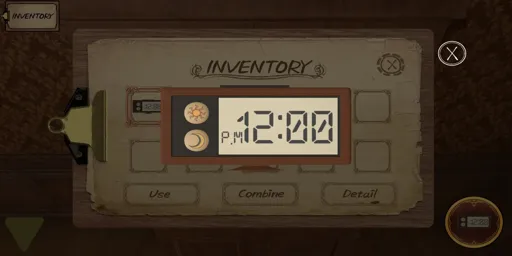 INVENTORY
INVENTORY
P.M 12:00
Use
Combine
Detail